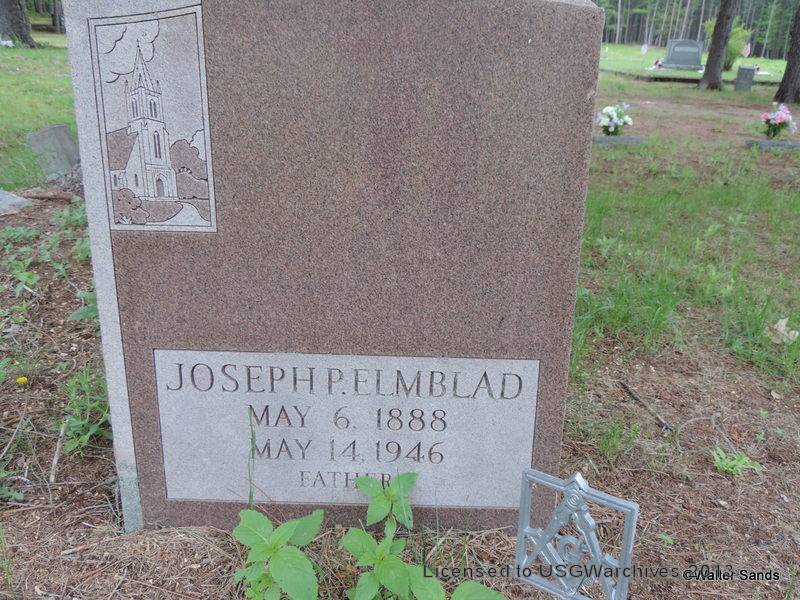 JOSEPH P. ELMBLAD
MAY 6, 1888
MAY 14, 1946
FATHER
G
Licensed to USGWarchives 2013
©Walter Sands